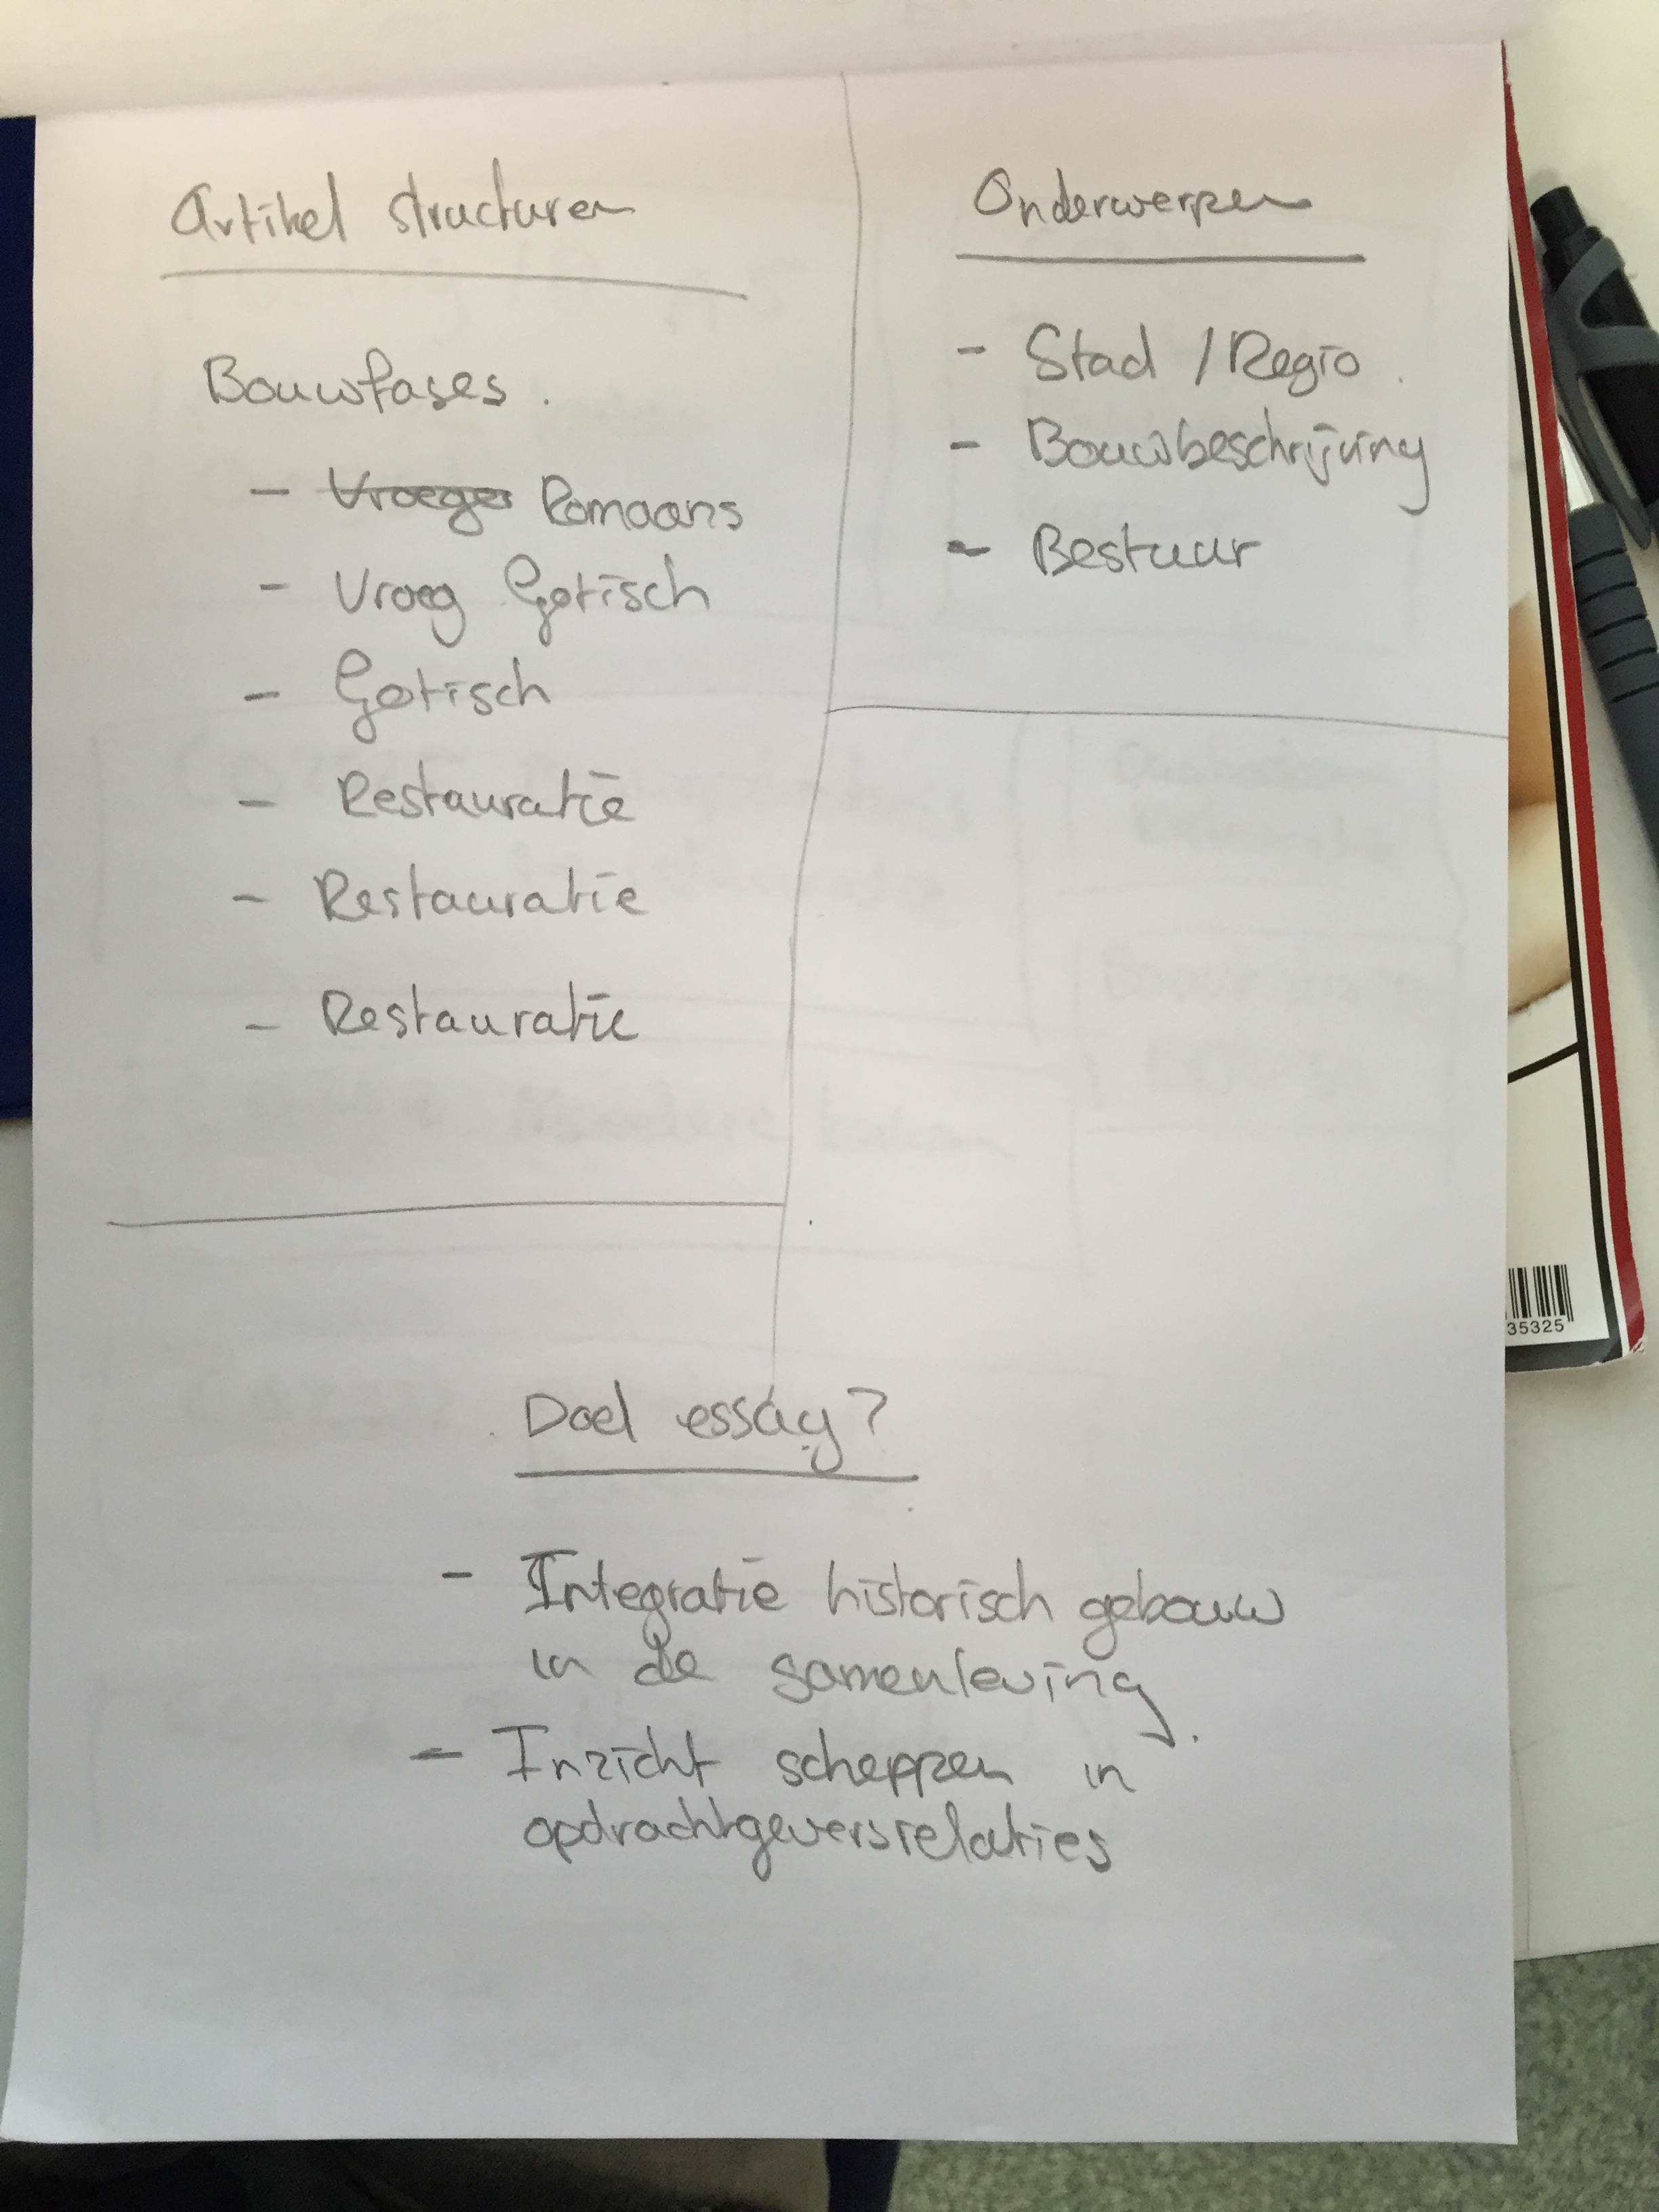 Artikel structuren
Bouwfases.
- Vroeger Romaans
- Vroeg Gotisch
- Gotisch
- Restauratie
- Restauratie
- Restauratie
Onderwerpen
- Stad / Regio
- Bouwbeschrijving
- Bestuur
Doel essay?
- Integratie historisch gebouw
in de samenleving.
- Inzicht scheppen in
opdrachtgeversrelaties
35325